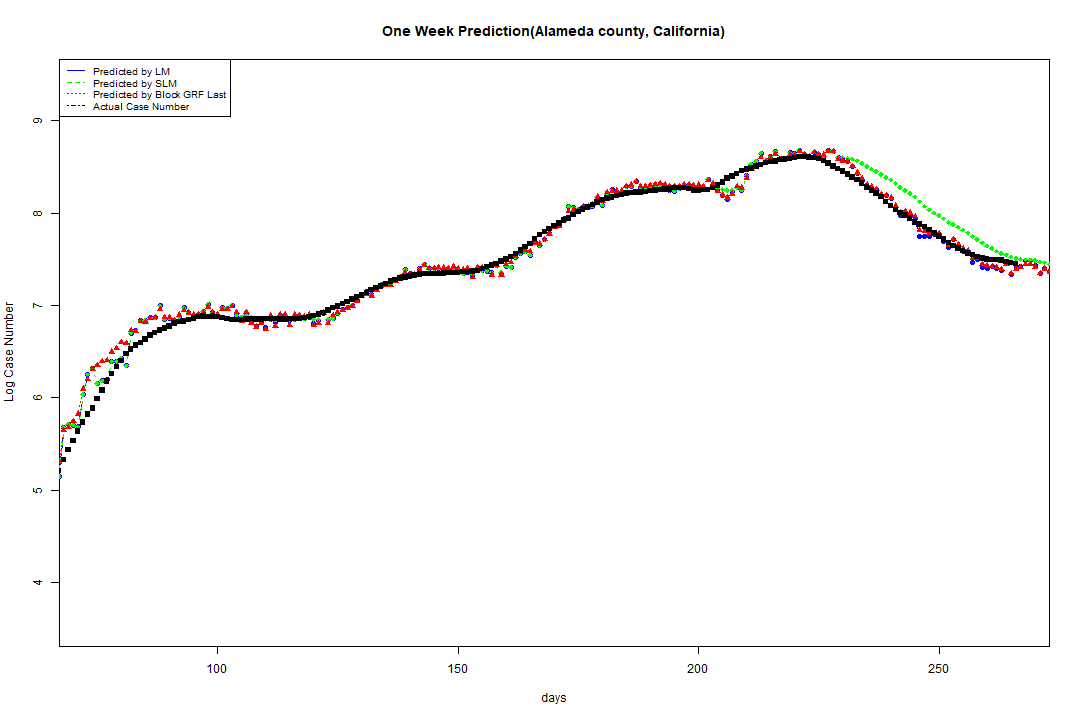 One Week Prediction(Alameda county, California)
Predicted by LM
Predicted by SLM
Predicted by Block GRF Last
Actual Case Number
9
8
7
6
5
4
Log Case Number
100 150 200 250
days